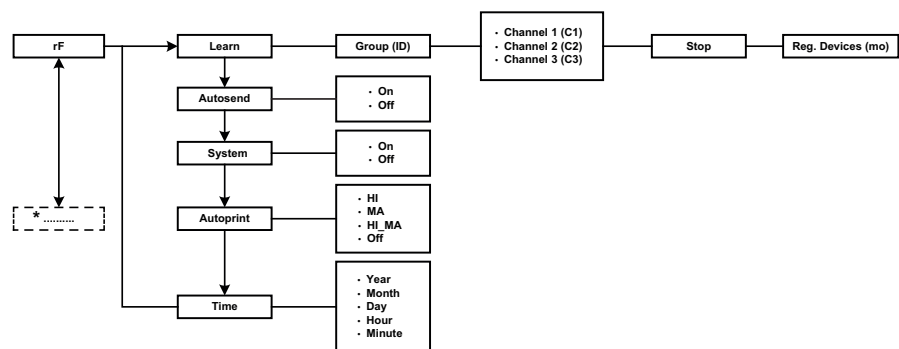 rF
Learn
Group (ID)
· Channel 1 (C1)
· Channel 2 (C2)
· Channel 3 (C3)
Stop
Reg. Devices (mo)
Autosend
· On
· Off
System
· On
· Off
* ..........
Autoprint
· HI
· MA
· HI_MA
· Off
Time
· Year
· Month
· Day
· Hour
· Minute